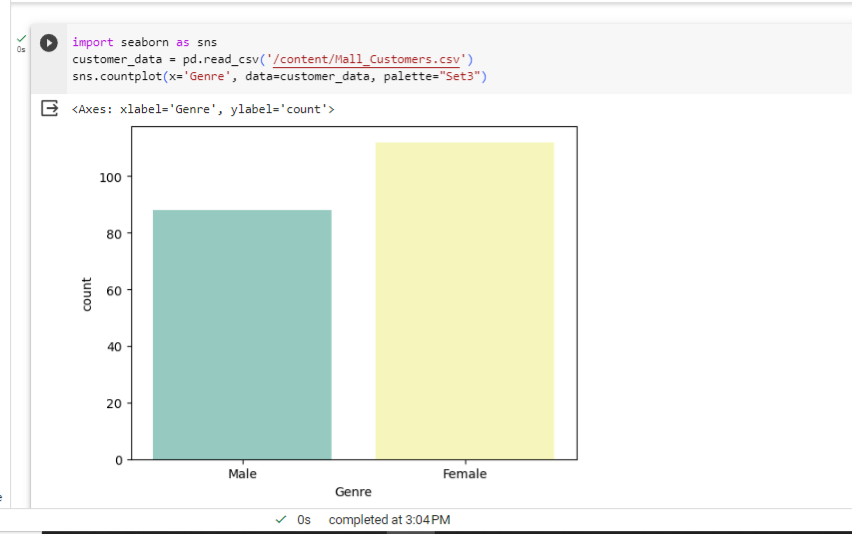 0s
import seaborn as sns
customer_data = pd.read_csv('/content/Mall_Customers.csv')
sns.countplot(x='Genre', data=customer_data, palette="Set3")
<Axes: xlabel='Genre', ylabel='count'>
100
80
60
count
40
20
0
Male Female
Genre
0s completed at 3:04 PM